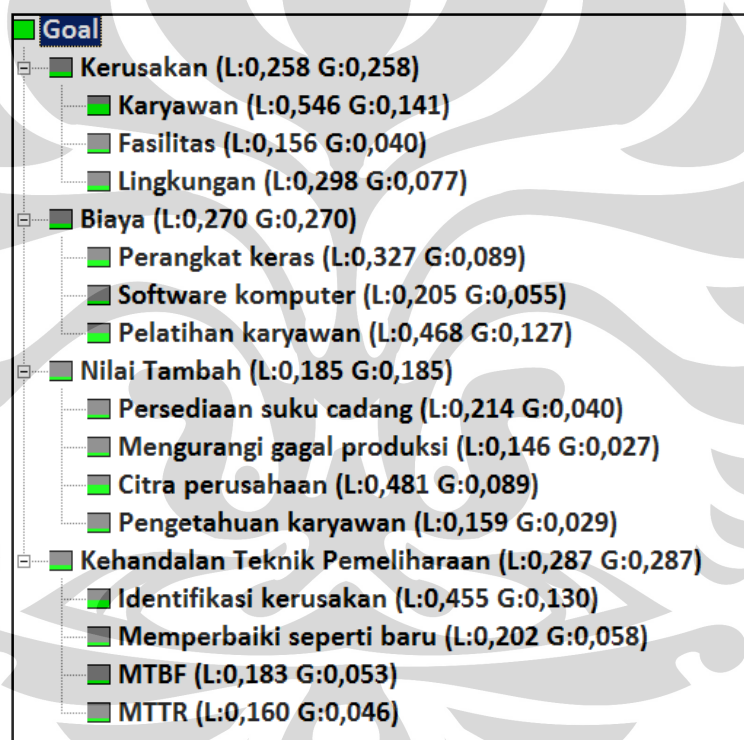 Goal
Kerusakan (L:0,258 G:0,258)
Karyawan (L:0,546 G:0,141)
Fasilitas (L:0,156 G:0,040)
Lingkungan (L:0,298 G:0,077)
Biaya (L:0,270 G:0,270)
Perangkat keras (L:0,327 G:0,089)
Software komputer (L:0,205 G:0,055)
Pelatihan karyawan (L:0,468 G:0,127)
Nilai Tambah (L:0,185 G:0,185)
Persediaan suku cadang (L:0,214 G:0,040)
Mengurangi gagal produksi (L:0,146 G:0,027)
Citra perusahaan (L:0,481 G:0,089)
Pengetahuan karyawan (L:0,159 G:0,029)
Kehandalan Teknik Pemeliharaan (L:0,287 G:0,287)
Identifikasi kerusakan (L:0,455 G:0,130)
Memperbaiki seperti baru (L:0,202 G:0,058)
MTBF (L:0,183 G:0,053)
MTTR (L:0,160 G:0,046)